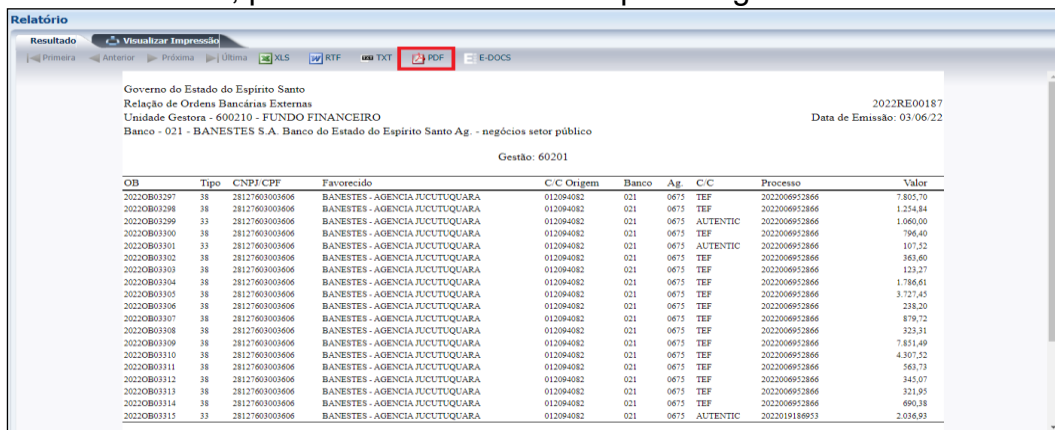 Relatório
Resultado Visualizar Impressão
Primeira Anterior Próxima Última XLS RTF TXT PDF E-DOCS
Governo do Estado do Espírito Santo
Relação de Ordens Bancárias Externas 2022RE00187
Unidade Gestora - 600210 - FUNDO FINANCEIRO Data de Emissão: 03/06/22
Banco - 021 - BANESTES S.A. Banco do Estado do Espírito Santo Ag. - negócios setor público
Gestão: 60201
OB Tipo CNPJ/CPF Favorecido C/C Origem Banco Ag. C/C Processo Valor
2022OB03297 38 28127603003606 BANESTES - AGENCIA JUCUTUQUARA 012094082 021 0675 TEF 2022006952866 7.805,70
2022OB03298 38 28127603003606 BANESTES - AGENCIA JUCUTUQUARA 012094082 021 0675 TEF 2022006952866 1.254,84
2022OB03299 33 28127603003606 BANESTES - AGENCIA JUCUTUQUARA 012094082 021 0675 AUTENTIC 2022006952866 1.060,00
2022OB03300 38 28127603003606 BANESTES - AGENCIA JUCUTUQUARA 012094082 021 0675 TEF 2022006952866 796,40
2022OB03301 33 28127603003606 BANESTES - AGENCIA JUCUTUQUARA 012094082 021 0675 AUTENTIC 2022006952866 107,52
2022OB03302 38 28127603003606 BANESTES - AGENCIA JUCUTUQUARA 012094082 021 0675 TEF 2022006952866 363,60
2022OB03303 38 28127603003606 BANESTES - AGENCIA JUCUTUQUARA 012094082 021 0675 TEF 2022006952866 123,27
2022OB03304 38 28127603003606 BANESTES - AGENCIA JUCUTUQUARA 012094082 021 0675 TEF 2022006952866 1.786,61
2022OB03305 38 28127603003606 BANESTES - AGENCIA JUCUTUQUARA 012094082 021 0675 TEF 2022006952866 3.727,45
2022OB03306 38 28127603003606 BANESTES - AGENCIA JUCUTUQUARA 012094082 021 0675 TEF 2022006952866 238,20
2022OB03307 38 28127603003606 BANESTES - AGENCIA JUCUTUQUARA 012094082 021 0675 TEF 2022006952866 879,72
2022OB03308 38 28127603003606 BANESTES - AGENCIA JUCUTUQUARA 012094082 021 0675 TEF 2022006952866 323,31
2022OB03309 38 28127603003606 BANESTES - AGENCIA JUCUTUQUARA 012094082 021 0675 TEF 2022006952866 7.851,49
2022OB03310 38 28127603003606 BANESTES - AGENCIA JUCUTUQUARA 012094082 021 0675 TEF 2022006952866 4.307,52
2022OB03311 38 28127603003606 BANESTES - AGENCIA JUCUTUQUARA 012094082 021 0675 TEF 2022006952866 563,73
2022OB03312 38 28127603003606 BANESTES - AGENCIA JUCUTUQUARA 012094082 021 0675 TEF 2022006952866 345,07
2022OB03313 38 28127603003606 BANESTES - AGENCIA JUCUTUQUARA 012094082 021 0675 TEF 2022006952866 321,95
2022OB03314 38 28127603003606 BANESTES - AGENCIA JUCUTUQUARA 012094082 021 0675 TEF 2022006952866 690,38
2022OB03315 33 28127603003606 BANESTES - AGENCIA JUCUTUQUARA 012094082 021 0675 AUTENTIC 2022019186953 2.036,93